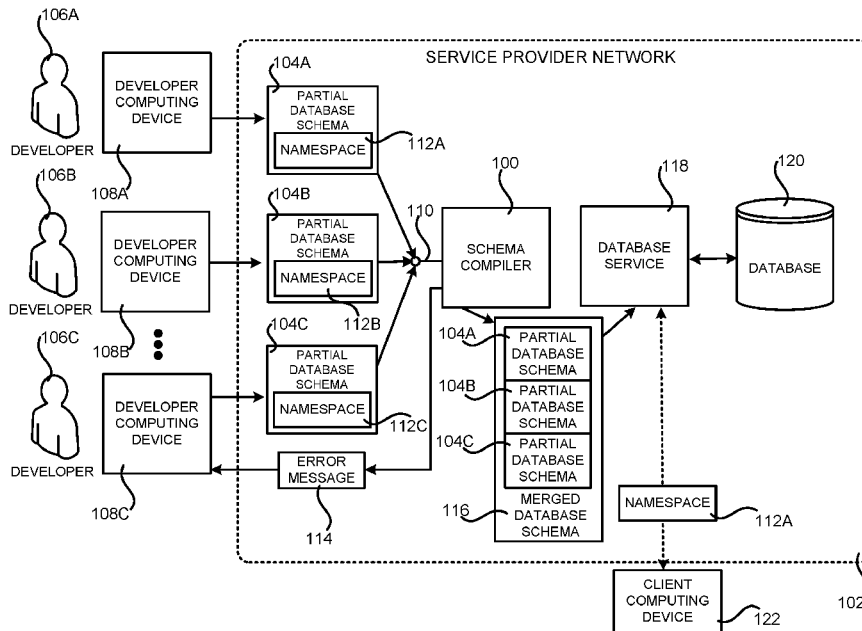 106A
DEVELOPER
COMPUTING
DEVICE
DEVELOPER
108A
SERVICE PROVIDER NETWORK
104A
PARTIAL
DATABASE
SCHEMA
NAMESPACE
112A
106B
DEVELOPER
COMPUTING
DEVICE
DEVELOPER
108B
104B
PARTIAL
DATABASE
SCHEMA
NAMESPACE
112B
110
100
SCHEMA
COMPILER
118
DATABASE
SERVICE
120
DATABASE
106C
DEVELOPER
COMPUTING
DEVICE
DEVELOPER
108C
104C
PARTIAL
DATABASE
SCHEMA
NAMESPACE
112C
ERROR
MESSAGE
114
104A
PARTIAL
DATABASE
SCHEMA
104B
PARTIAL
DATABASE
SCHEMA
104C
PARTIAL
DATABASE
SCHEMA
116
MERGED
DATABASE
SCHEMA
NAMESPACE
112A
CLIENT
COMPUTING
DEVICE
122
102